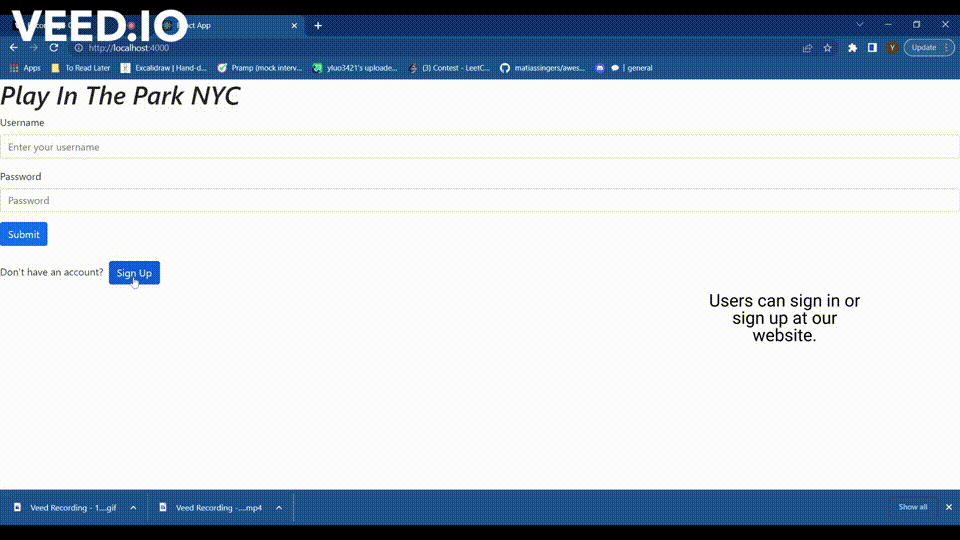 VEED.IO
React App
http://localhost:4000
Y
Update
Apps
To Read Later
Excalidraw | Hand-d...
Pramp (mock interv...
yluo3421's uploade...
(3) Contest - LeetC...
matiassingers/awes...
| general
Play In The Park NYC
Username
Enter your username
Password
Password
Submit
Don't have an account?
Sign Up
Users can sign in or
sign up at our
website.
Veed Recording - 1....gif
Veed Recording -....mp4
Show all